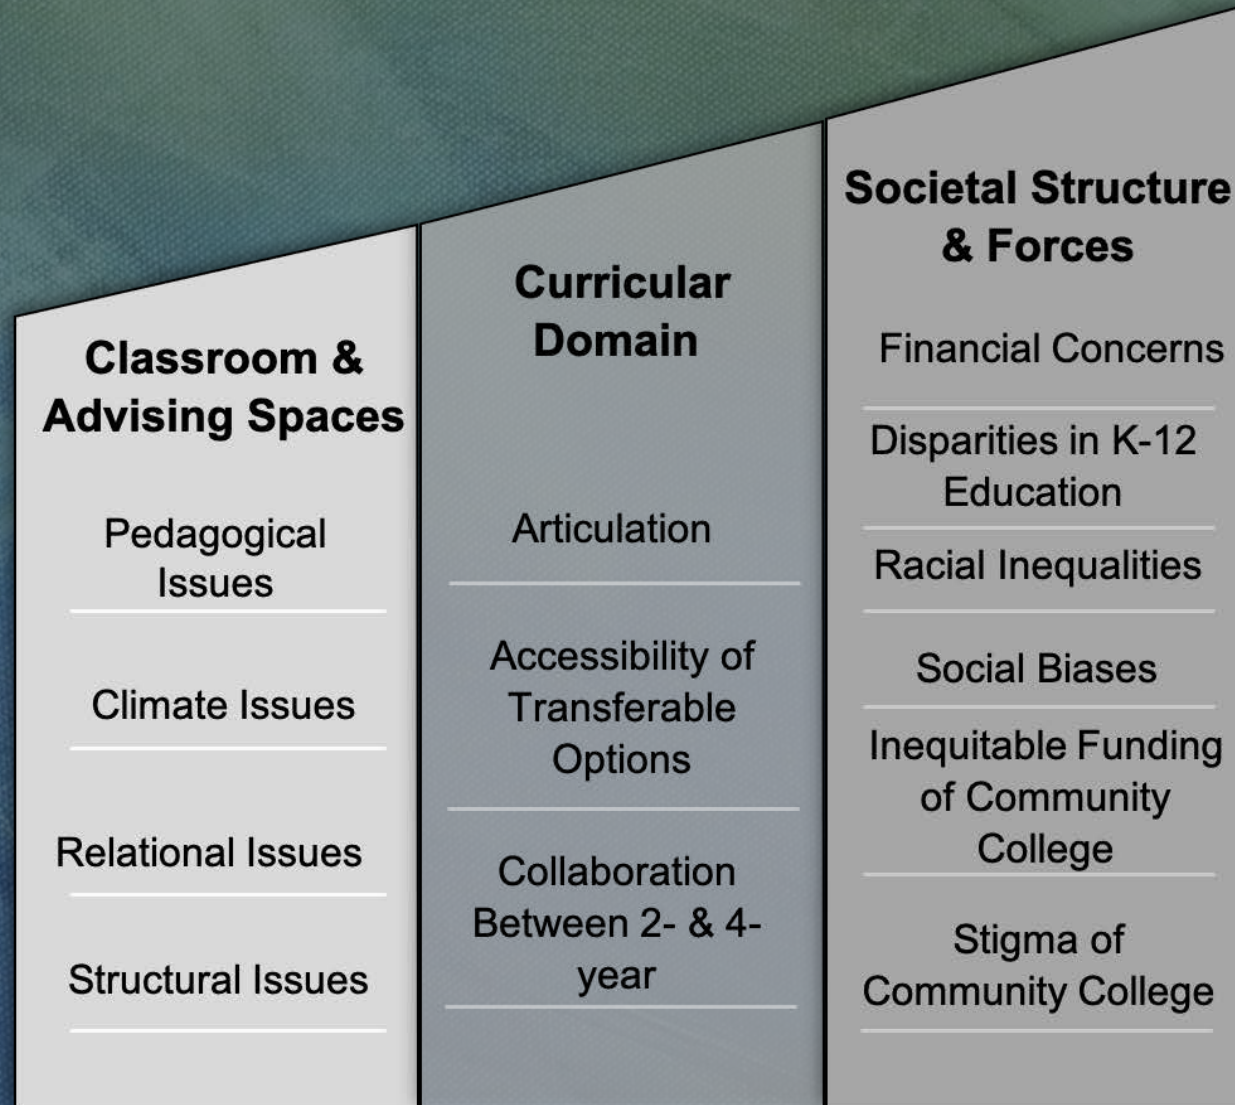 Classroom &
Advising Spaces
Pedagogical
Issues
Climate Issues
Relational Issues
Structural Issues
Curricular
Domain
Articulation
Accessibility of
Transferable
Options
Collaboration
Between 2- & 4-
year
Societal Structure
& Forces
Financial Concerns
Disparities in K-12
Education
Racial Inequalities
Social Biases
Inequitable Funding
of Community
College
Stigma of
Community College